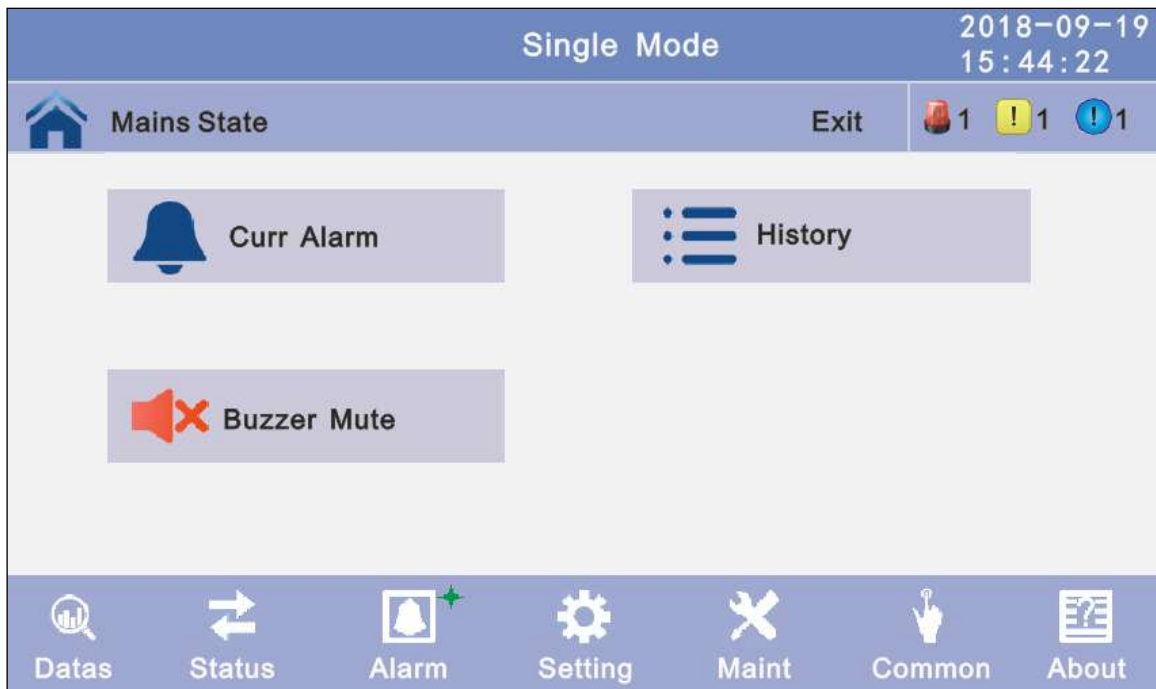 Single Mode
2018-09-19
15:44:22
Mains State
Exit
1
! 1
! 1
Curr Alarm
History
Buzzer Mute
?
Datas
Status
Alarm
Setting
Maint
Common
About